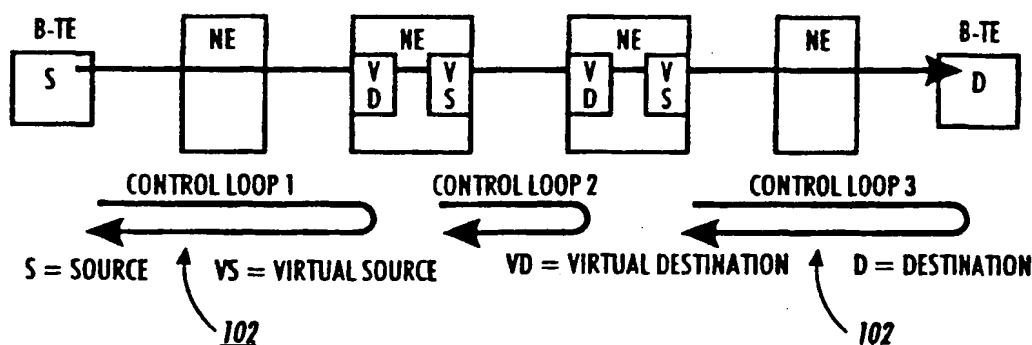 B-TE NE NE NE NE B-TE
S V D V S V D V S D
CONTROL LOOP 1 CONTROL LOOP 2 CONTROL LOOP 3
S = SOURCE VS = VIRTUAL SOURCE VD = VIRTUAL DESTINATION D = DESTINATION
102 102